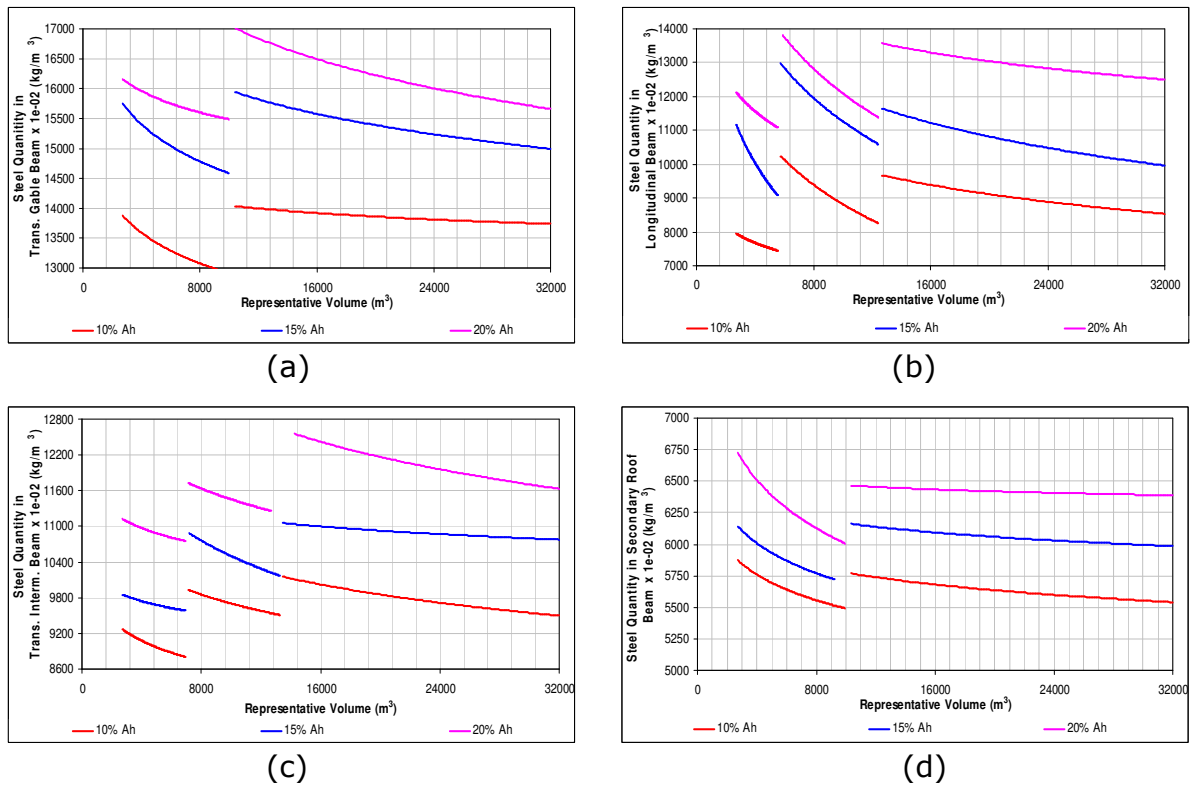 Steel Quantity in
Trans. Gable Beam x 1e-02 (kg/m 3)
17000
16500
16000
15500
15000
14500
14000
13500
13000
0
8000
16000
24000
32000
Representative Volume (m3)
10% Ah
15% Ah
20% Ah
(a)
Steel Quantity in
Longitudinal Beam x 1e-02 (kg/m 3)
14000
13000
12000
11000
10000
9000
8000
7000
0
8000
16000
24000
32000
Representative Volume (m3)
10% Ah
15% Ah
20% Ah
(b)
Steel Quantity in
Trans. Interm. Beam x 1e-02 (kg/m 3)
12800
12200
11600
11000
10400
9800
9200
8600
0
8000
16000
24000
32000
Representative Volume (m3)
10% Ah
15% Ah
20% Ah
(c)
Steel Quantity in Secondary Roof
Beam x 1e-02 (kg/m 3)
7000
6750
6500
6250
6000
5750
5500
5250
5000
0
8000
16000
24000
32000
Representative Volume (m3)
10% Ah
15% Ah
20% Ah
(d)